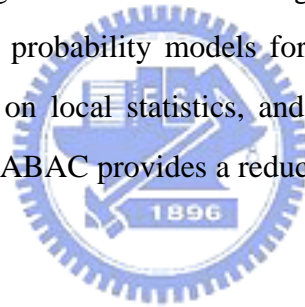 probability models for
on local statistics, and
ABAC provides a reduc
1896